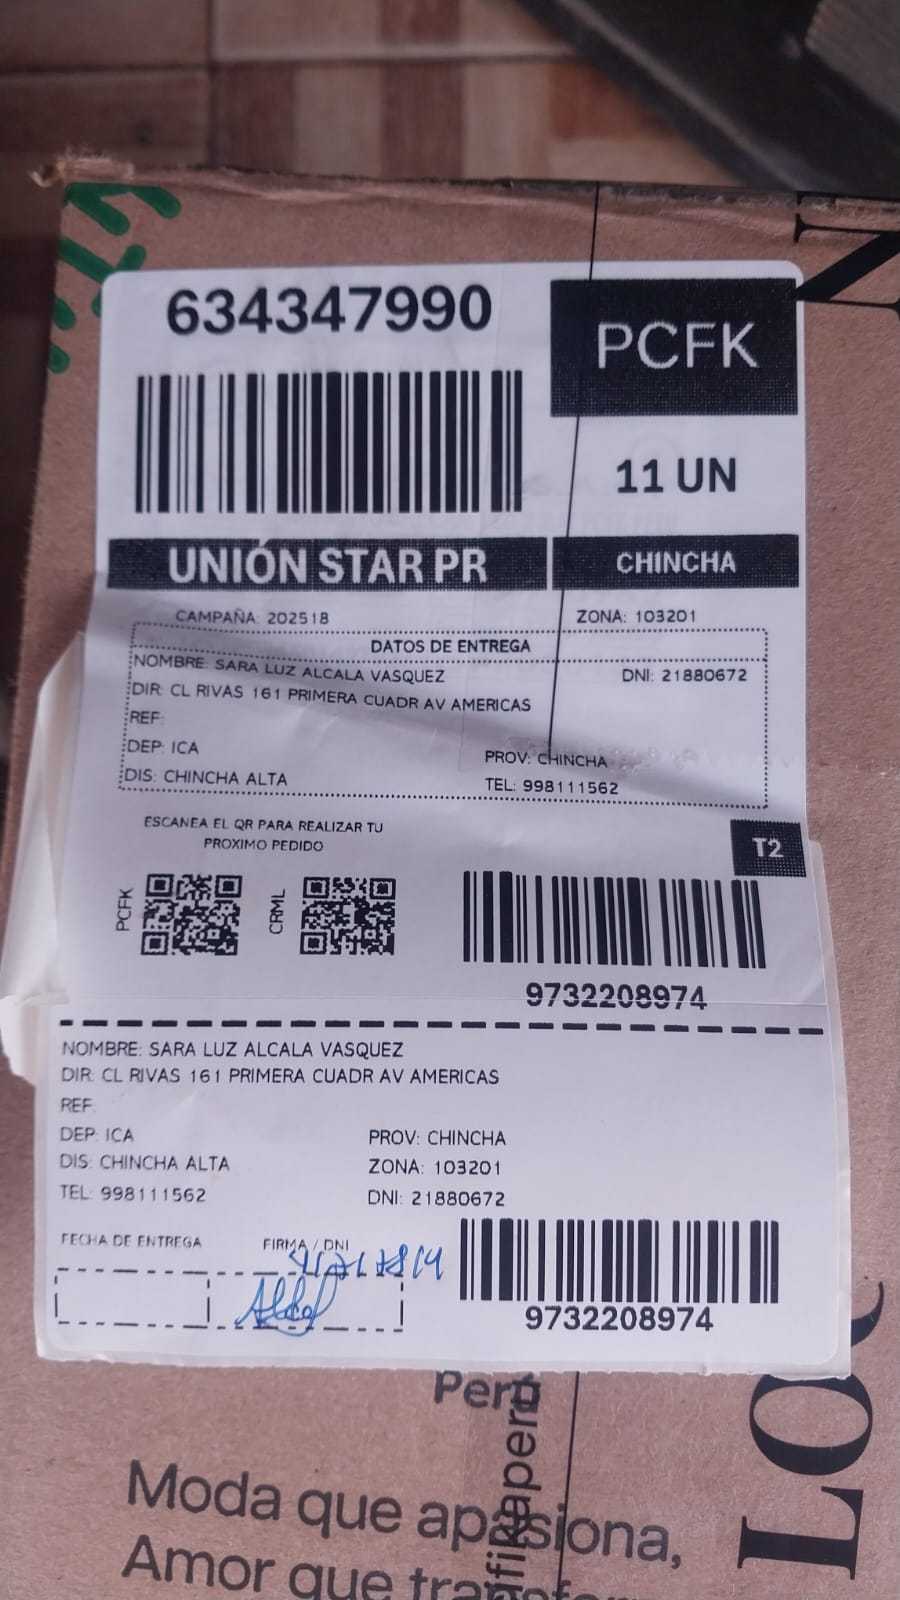 634347990
PCFK
11 UN
UNIÓN STAR PR
CHINCHA
CAMPAÑA: 202518
ZONA: 103201
DATOS DE ENTREGA
NOMBRE: SARA LUZ ALCALA VASQUEZ
DNI: 21880672
DIR: CL RIVAS 161 PRIMERA CUADR AV AMERICAS
REF:
DEP: ICA
PROV: CHINCHA
DIS: CHINCHA ALTA
TEL: 998111562
ESCANEA EL QR PARA REALIZAR TU
PROXIMO PEDIDO
T2
PCFK
CRML
9732208974
NOMBRE: SARA LUZ ALCALA VASQUEZ
DIR: CL RIVAS 161 PRIMERA CUADR AV AMERICAS
REF:
DEP: ICA
PROV: CHINCHA
DIS: CHINCHA ALTA
ZONA: 103201
TEL: 998111562
DNI: 21880672
FECHA DE ENTREGA
FIRMA / DNI
9732208974
Perú
Moda que apasiona,
Amor que